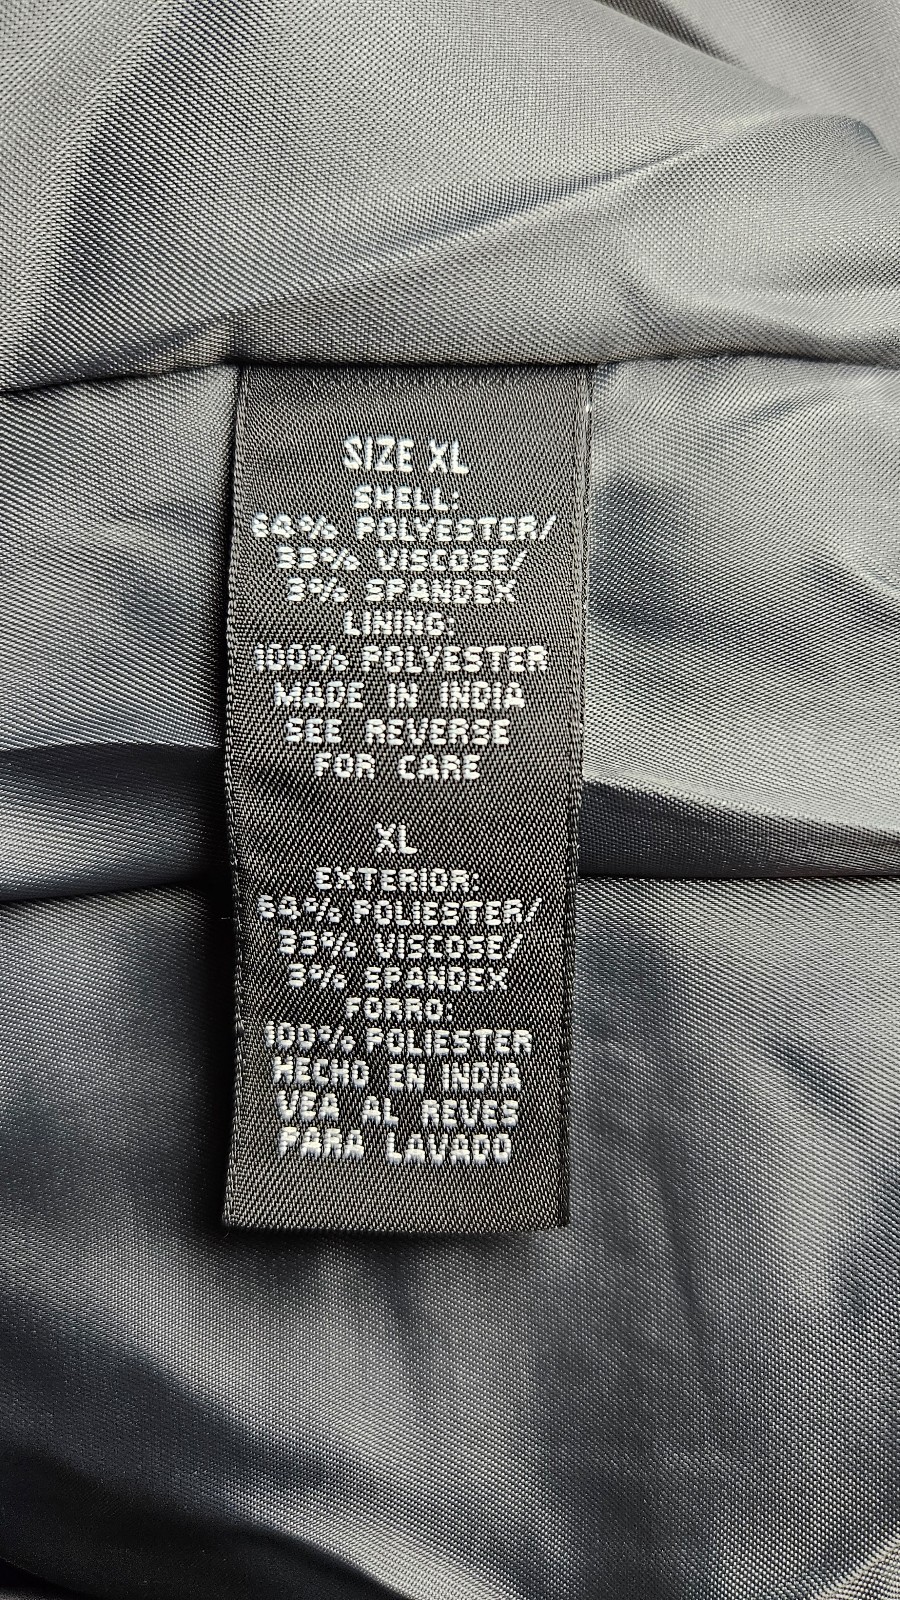 SIZE XL
SHELL:
64% POLYESTER/
33% VISCOSE/
3% SPANDEX
LINING:
100% POLYESTER
MADE IN INDIA
SEE REVERSE
FOR CARE
XL
EXTERIOR:
64% POLIESTER/
33% VISCOSE/
3% SPANDEX
FORRO:
100% POLIESTER
HECHO EN INDIA
VEA AL REVES
PARA LAVADO